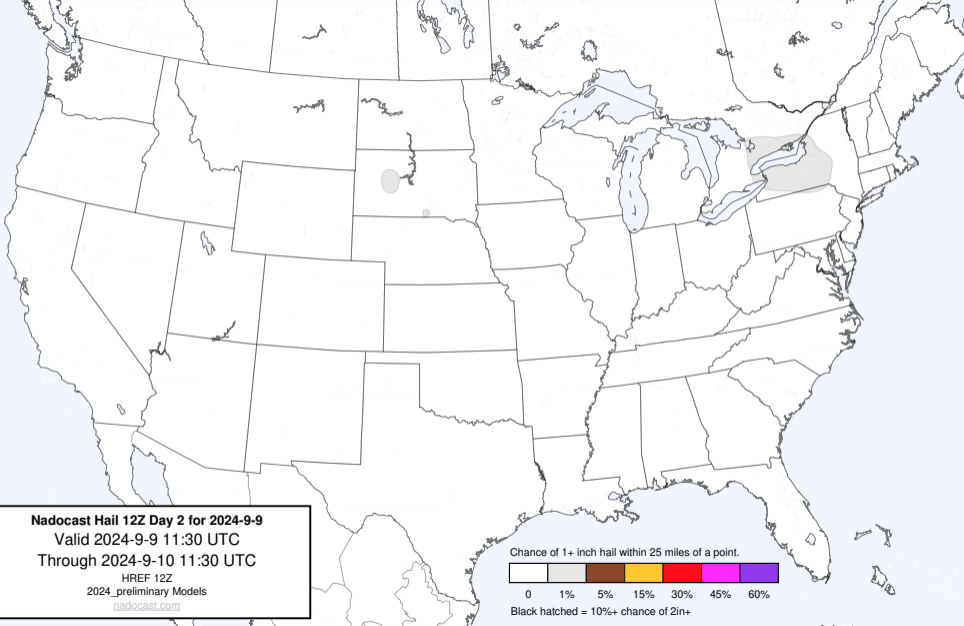 Nadocast Hail 12Z Day 2 for 2024-9-9
Valid 2024-9-9 11:30 UTC
Through 2024-9-10 11:30 UTC
HREF 12Z
2024_preliminary Models
nadocast.com
Chance of 1+ inch hail within 25 miles of a point.
0 1% 5% 15% 30% 45% 60%
Black hatched = 10%+ chance of 2in+